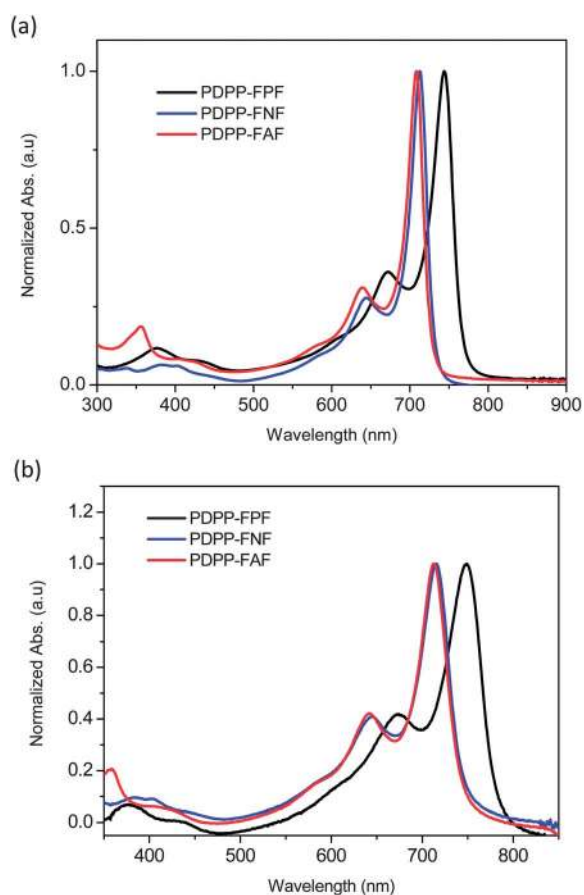 (a)
PDPP-FPF
PDPP-FNF
PDPP-FAF
Normalized Abs. (a.u)
1.0
0.5
0.0
300 400 500 600 700 800 900
Wavelength (nm)
(b)
PDPP-FPF
PDPP-FNF
PDPP-FAF
Normalized Abs. (a.u)
1.2
1.0
0.8
0.6
0.4
0.2
0.0
400 500 600 700 800
Wavelength (nm)